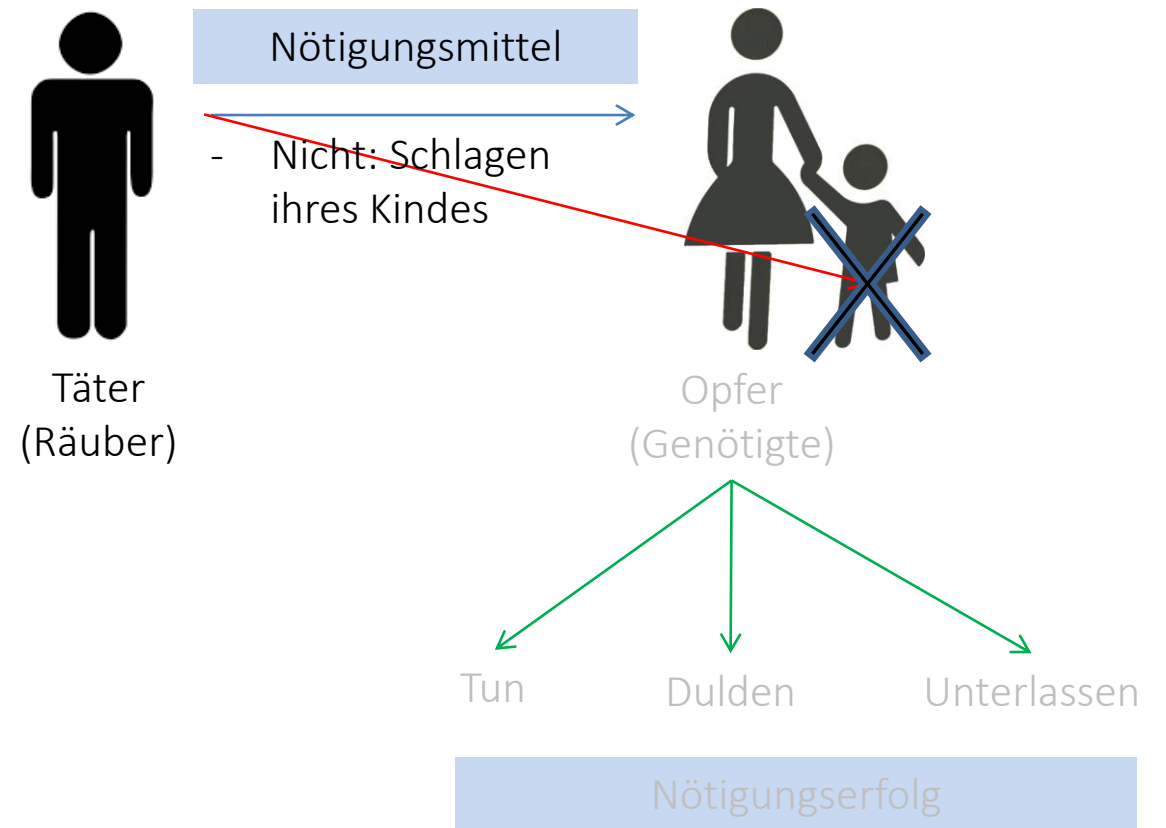 Nötigungsmittel
- Nicht: Schlagen
ihres Kindes
Täter
(Räuber)
Opfer
(Genötigte)
Tun
Dulden
Unterlassen
Nötigungserfolg